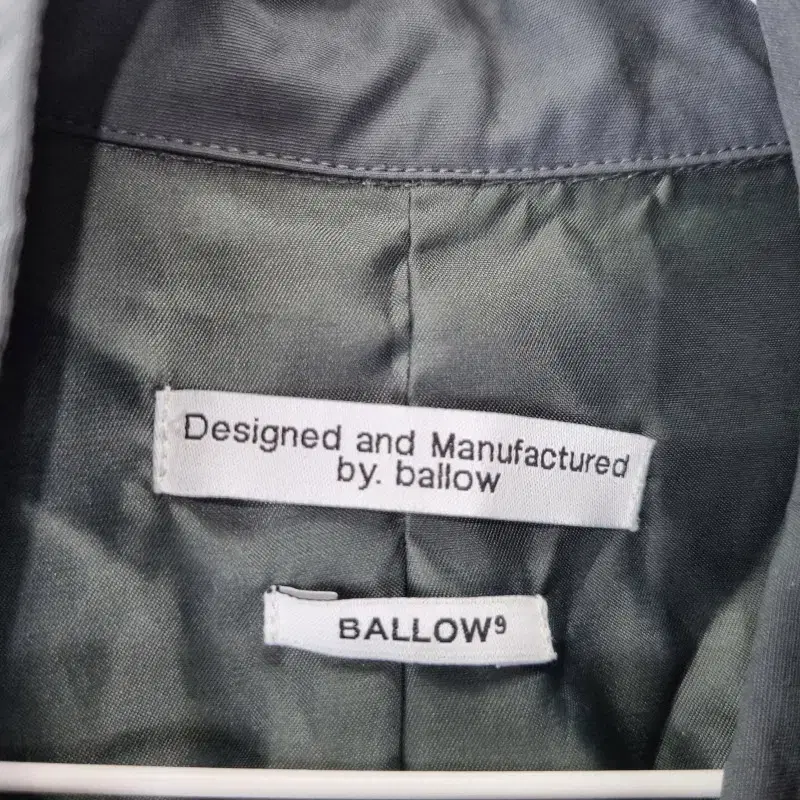 Designed and Manufactured
by. ballow
BALLOW⁹